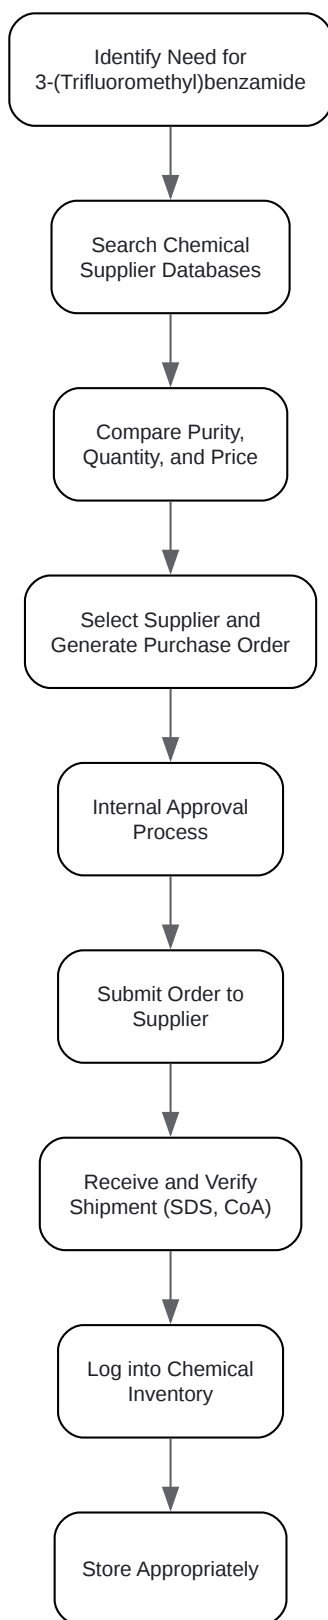 Identify Need for
3-(Trifluoromethyl)benzamide
Search Chemical
Supplier Databases
Compare Purity,
Quantity, and Price
Select Supplier and
Generate Purchase Order
Internal Approval
Process
Submit Order to
Supplier
Receive and Verify
Shipment (SDS, CoA)
Log into Chemical
Inventory
Store Appropriately